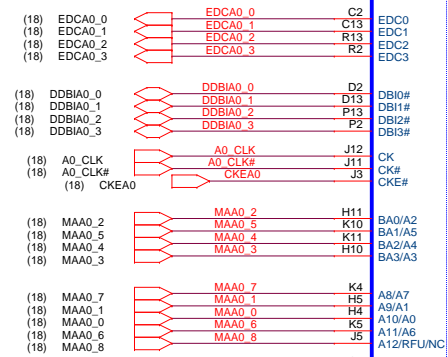 (18) EDCA0_0 EDCA0_0 C2 EDC0
(18) EDCA0_1 EDCA0_1 C13 EDC1
(18) EDCA0_2 EDCA0_2 R13 EDC2
(18) EDCA0_3 EDCA0_3 R2 EDC3
(18) DDBIA0_0 DDBIA0_0 D2 DBI0#
(18) DDBIA0_1 DDBIA0_1 D13 DBI1#
(18) DDBIA0_2 DDBIA0_2 P13 DBI2#
(18) DDBIA0_3 DDBIA0_3 P2 DBI3#
(18) A0_CLK A0_CLK J12 CK
(18) A0_CLK# A0_CLK# J11 CK#
(18) CKEA0 CKEA0 J3 CKE#
(18) MAA0_2 MAA0_2 H11 BA0/A2
(18) MAA0_5 MAA0_5 K10 BA1/A5
(18) MAA0_4 MAA0_4 K11 BA2/A4
(18) MAA0_3 MAA0_3 H10 BA3/A3
(18) MAA0_7 MAA0_7 K4 A8/A7
(18) MAA0_1 MAA0_1 H5 A9/A1
(18) MAA0_0 MAA0_0 H4 A10/A0
(18) MAA0_6 MAA0_6 K5 A11/A6
(18) MAA0_8 MAA0_8 J5 A12/RFU/NC